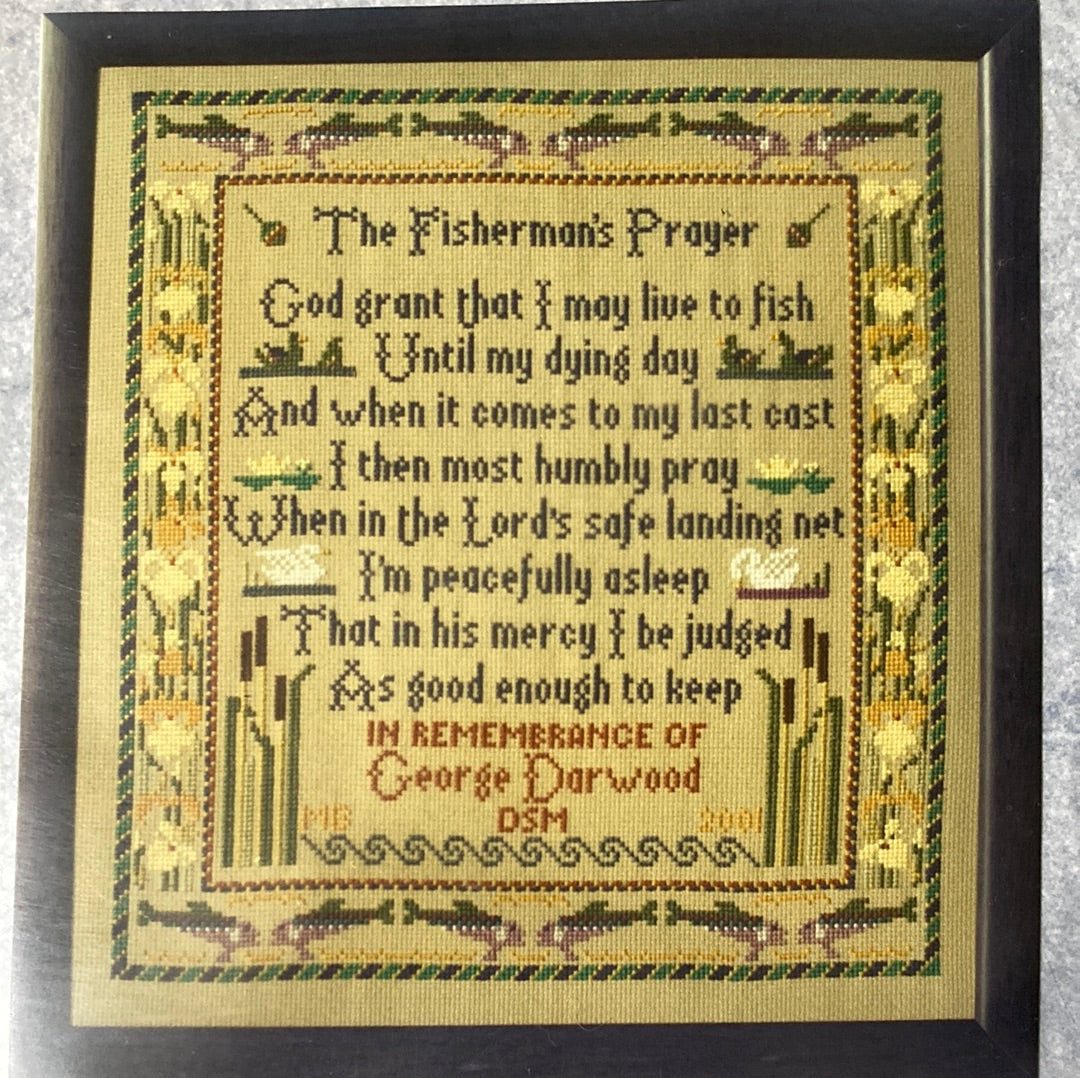 The Fisherman's Prayer
God grant that I may live to fish
Until my dying day
And when it comes to my last cast
I then most humbly pray
When in the Lord's safe landing net
I'm peacefully asleep
That in his mercy I be judged
As good enough to keep
IN REMEMBRANCE OF
George Darwood
MB DSM 2001